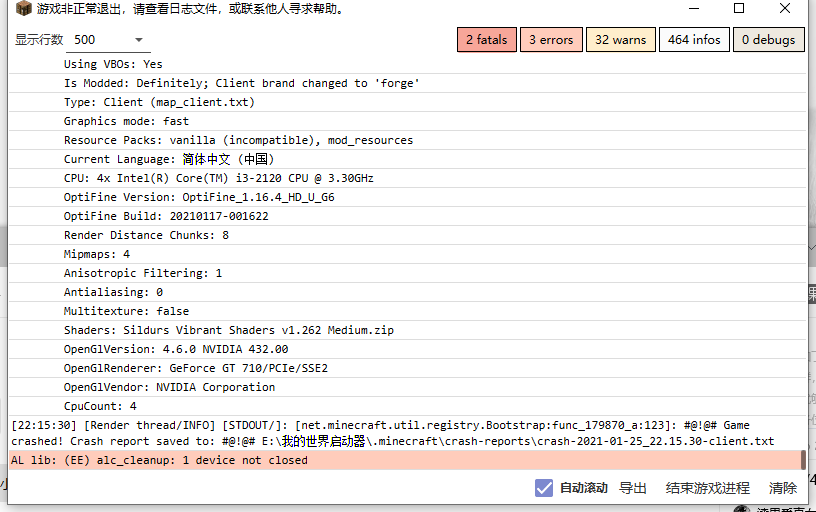 游戏非正常退出，请查看日志文件，或联系他人寻求帮助。
显示行数 500 2 fatals 3 errors 32 warns 464 infos 0 debugs
Using VBOs: Yes
Is Modded: Definitely; Client brand changed to 'forge'
Type: Client (map_client.txt)
Graphics mode: fast
Resource Packs: vanilla (incompatible), mod_resources
Current Language: 简体中文 (中国)
CPU: 4x Intel(R) Core(TM) i3-2120 CPU @ 3.30GHz
OptiFine Version: OptiFine_1.16.4_HD_U_G6
OptiFine Build: 20210117-001622
Render Distance Chunks: 8
Mipmaps: 4
Anisotropic Filtering: 1
Antialiasing: 0
Multitexture: false
Shaders: Sildurs Vibrant Shaders v1.262 Medium.zip
OpenGlVersion: 4.6.0 NVIDIA 432.00
OpenGlRenderer: GeForce GT 710/PCIe/SSE2
OpenGlVendor: NVIDIA Corporation
CpuCount: 4
[22:15:30] [Render thread/INFO] [STDOUT/]: [net.minecraft.util.registry.Bootstrap:func_179870_a:123]: #@!@# Game
crashed! Crash report saved to: #@!@# E:\我的世界启动器\.minecraft\crash-reports\crash-2021-01-25_22.15.30-client.txt
AL lib: (EE) alc_cleanup: 1 device not closed
自动滚动 导出 结束游戏进程 清除